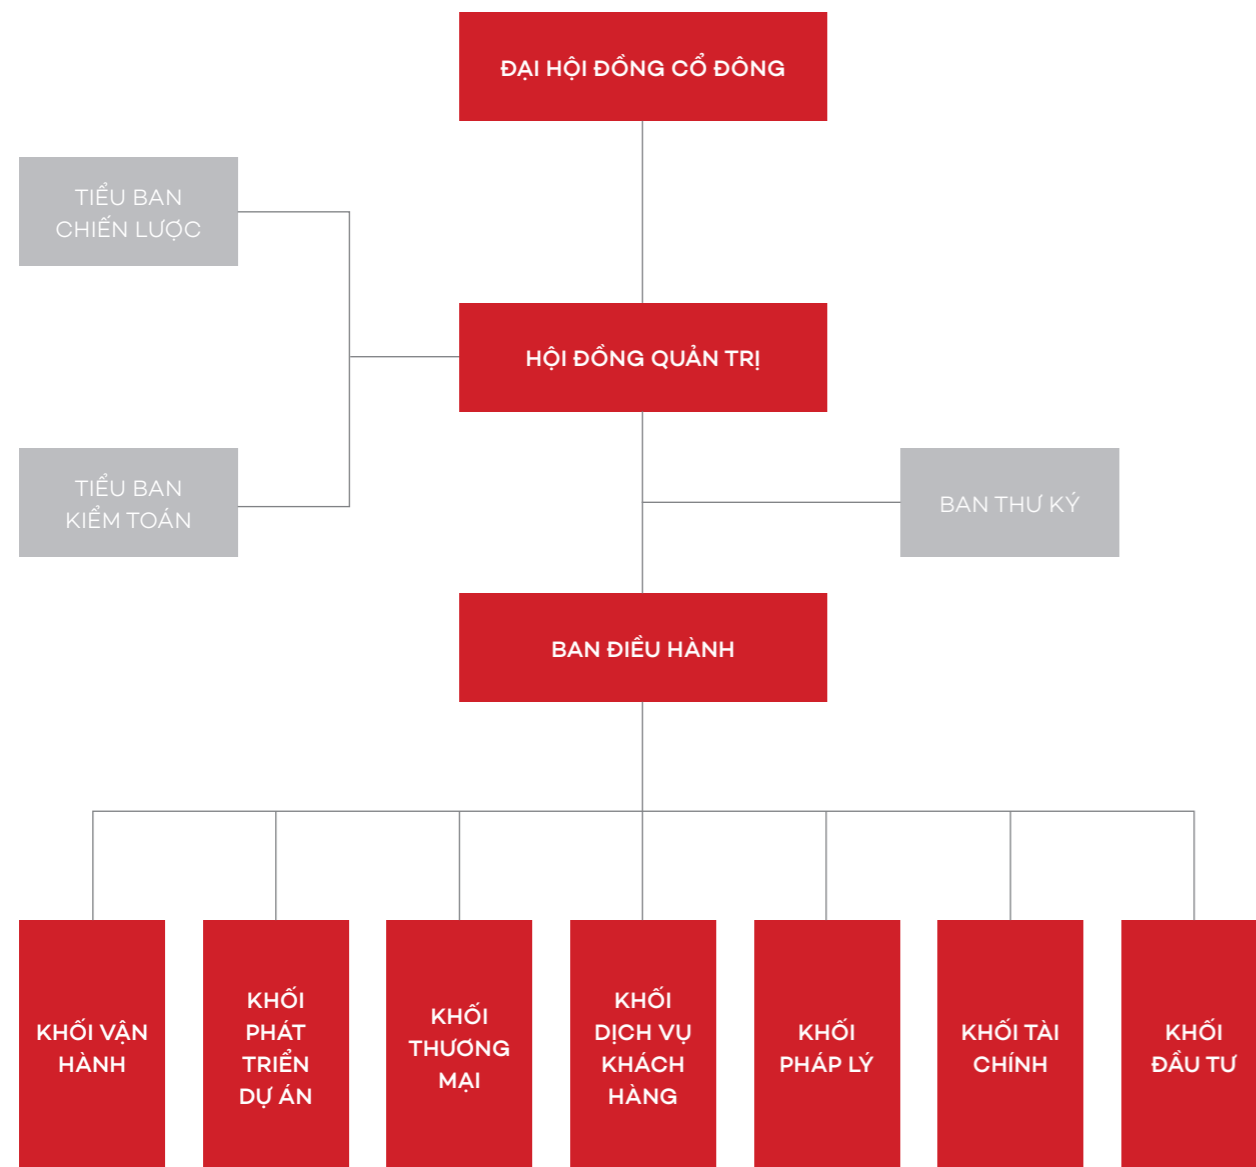 ĐẠI HỘI ĐỒNG CỔ ĐÔNG
TIỂU BAN
CHIẾN LƯỢC
HỘI ĐỒNG QUẢN TRỊ
TIỂU BAN
KIỂM TOÁN
BAN THƯ KÝ
BAN ĐIỀU HÀNH
KHỐI VẬN
HÀNH
KHỐI
PHÁT
TRIỂN
DỰ ÁN
KHỐI
THƯƠNG
MẠI
KHỐI
DỊCH VỤ
KHÁCH
HÀNG
KHỐI
PHÁP LÝ
KHỐI TÀI
CHÍNH
KHỐI
ĐẦU TƯ